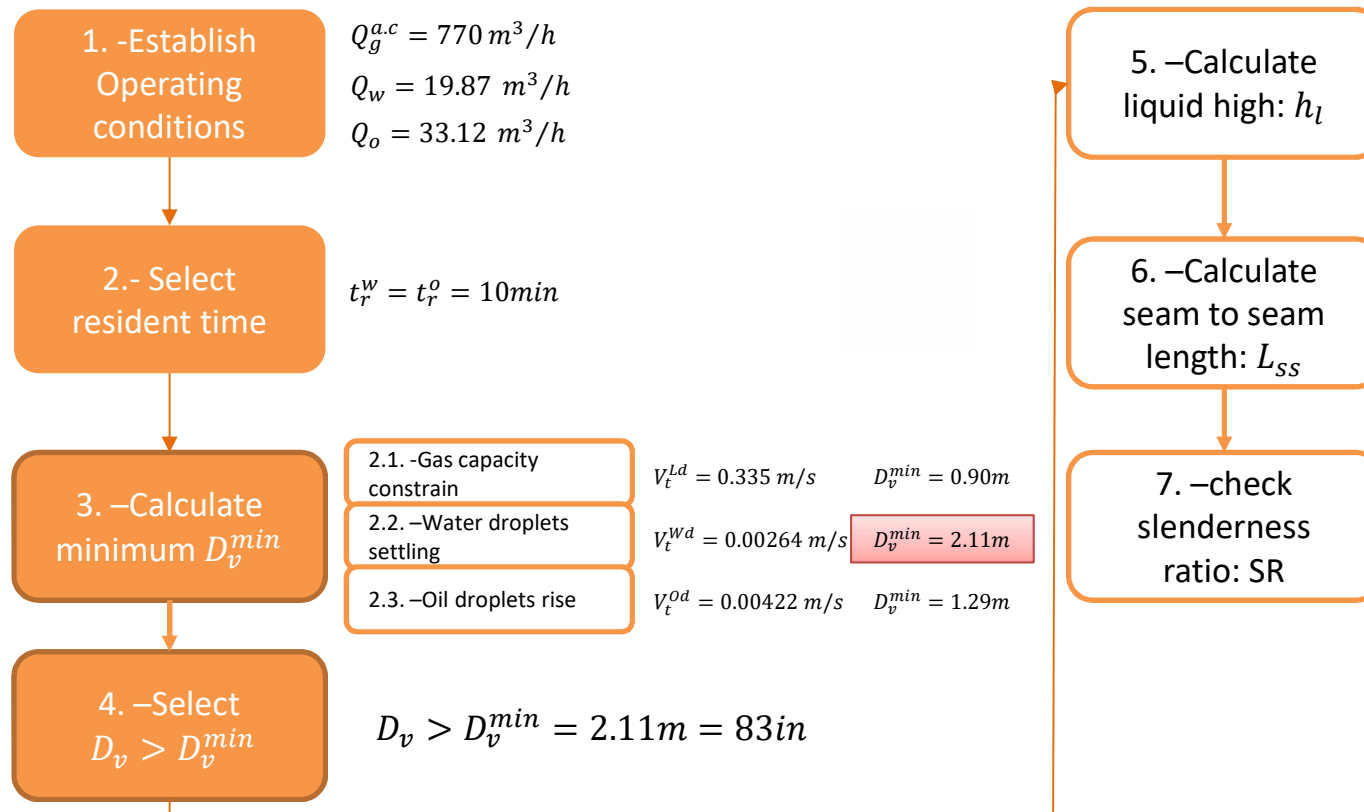 1. -Establish
Operating
conditions
$Q_g^{a.c} = 770\ m^3/h$
$Q_w = 19.87\ m^3/h$
$Q_o = 33.12\ m^3/h$
2.- Select
resident time
$t_r^w = t_r^o = 10min$
3. –Calculate
minimum $D_v^{min}$
2.1. -Gas capacity
constrain
$V_t^{Ld} = 0.335\ m/s$
$D_v^{min} = 0.90m$
2.2. –Water droplets
settling
$V_t^{Wd} = 0.00264\ m/s$
$D_v^{min} = 2.11m$
2.3. –Oil droplets rise
$V_t^{Od} = 0.00422\ m/s$
$D_v^{min} = 1.29m$
4. –Select
$D_v > D_v^{min}$
$D_v > D_v^{min} = 2.11m = 83in$
5. –Calculate
liquid high: $h_l$
6. –Calculate
seam to seam
length: $L_{ss}$
7. –check
slenderness
ratio: SR